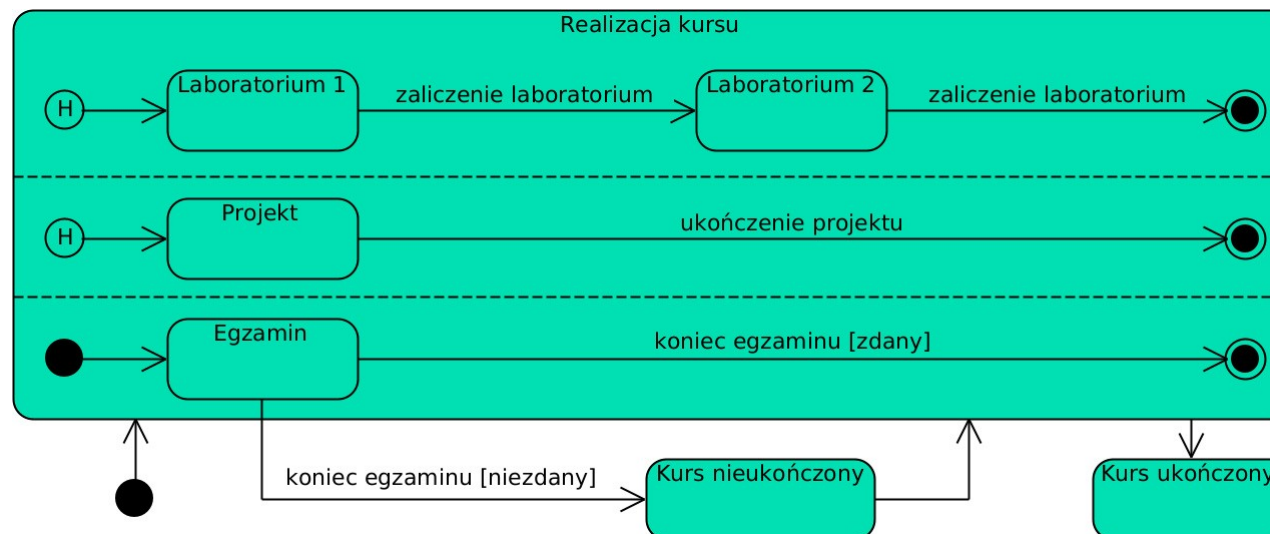 Realizacja kursu
H
Laboratorium 1
zaliczenie laboratorium
Laboratorium 2
zaliczenie laboratorium
H
Projekt
ukończenie projektu
Egzamin
koniec egzaminu [zdany]
koniec egzaminu [niezdany]
Kurs nieukończony
Kurs ukończony